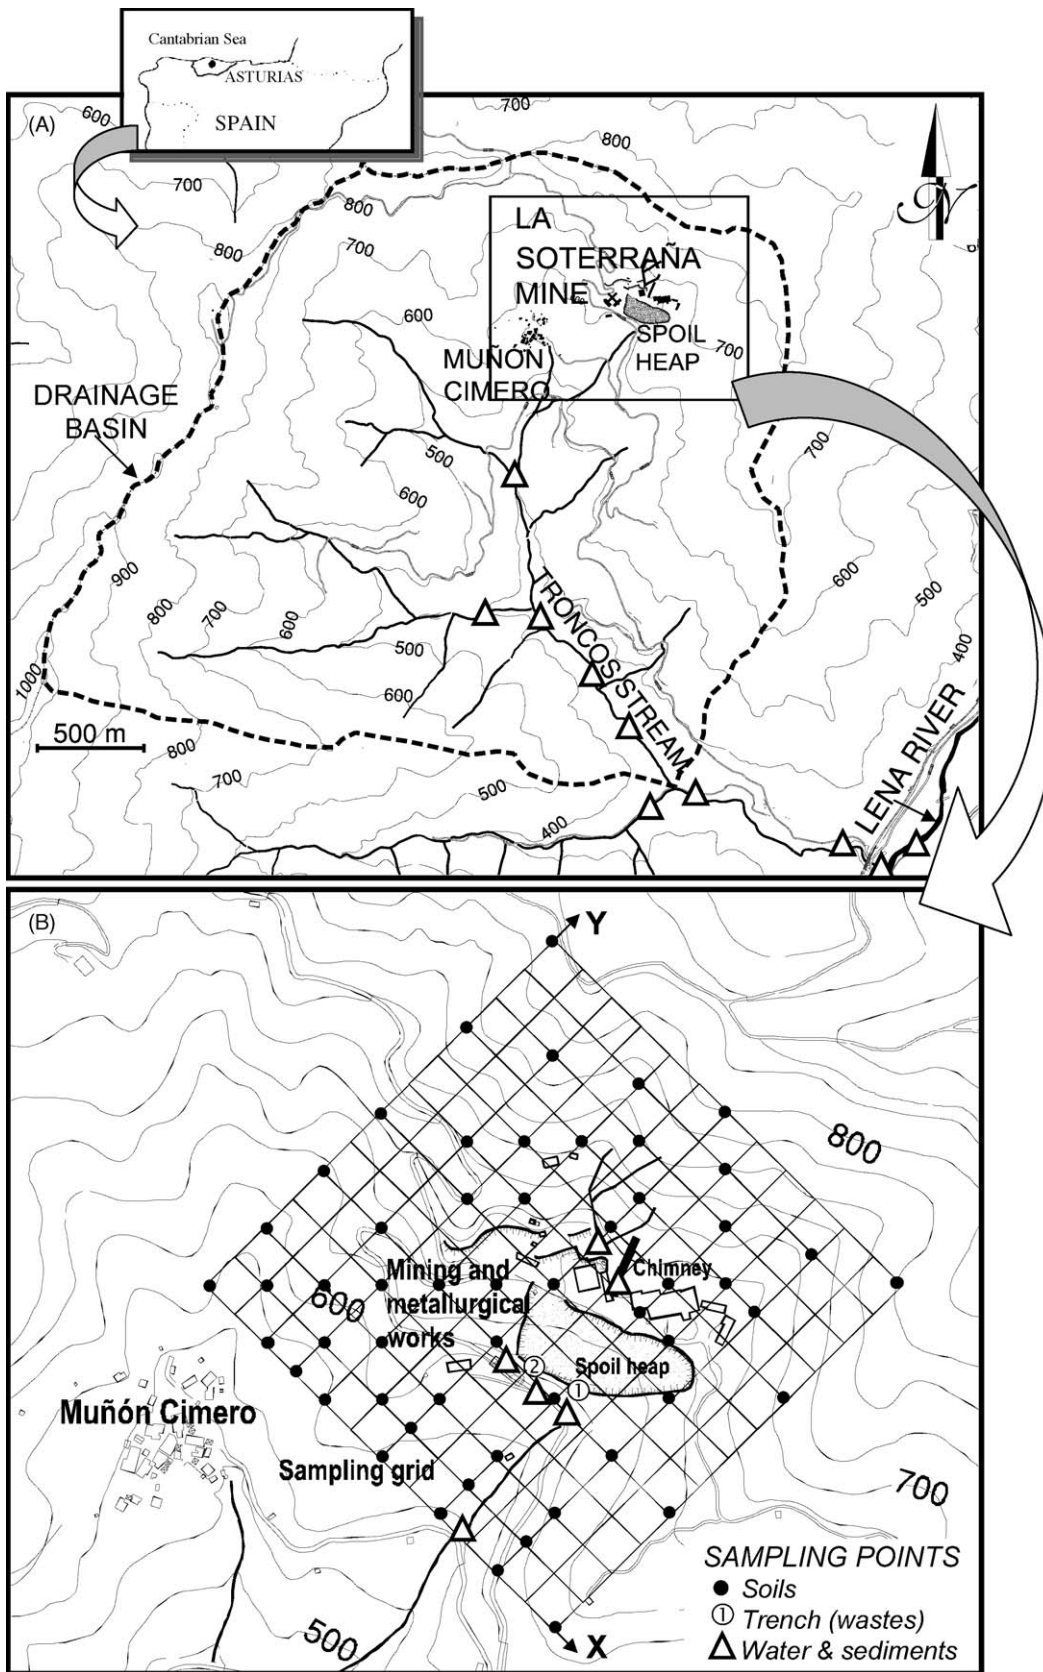 Cantabrian Sea
ASTURIAS
SPAIN
(A)
600
700
700
800
800
800
700
600
LA
SOTERRAÑA
MINE
600
SPOIL
HEAP
700
MUÑÓN
CIMERO
DRAINAGE
BASIN
N
500
600
700
900
800
700
600
500
600
1000
600
500
400
TRONCOS STREAM
500 m
800
700
500
400
LENA RIVER
(B)
Y
800
Chimney
Mining and
metallurgical
works
600
Spoil heap
2
1
Muñón Cimero
Sampling grid
700
500
X
SAMPLING POINTS
Soils
1 Trench (wastes)
Water & sediments